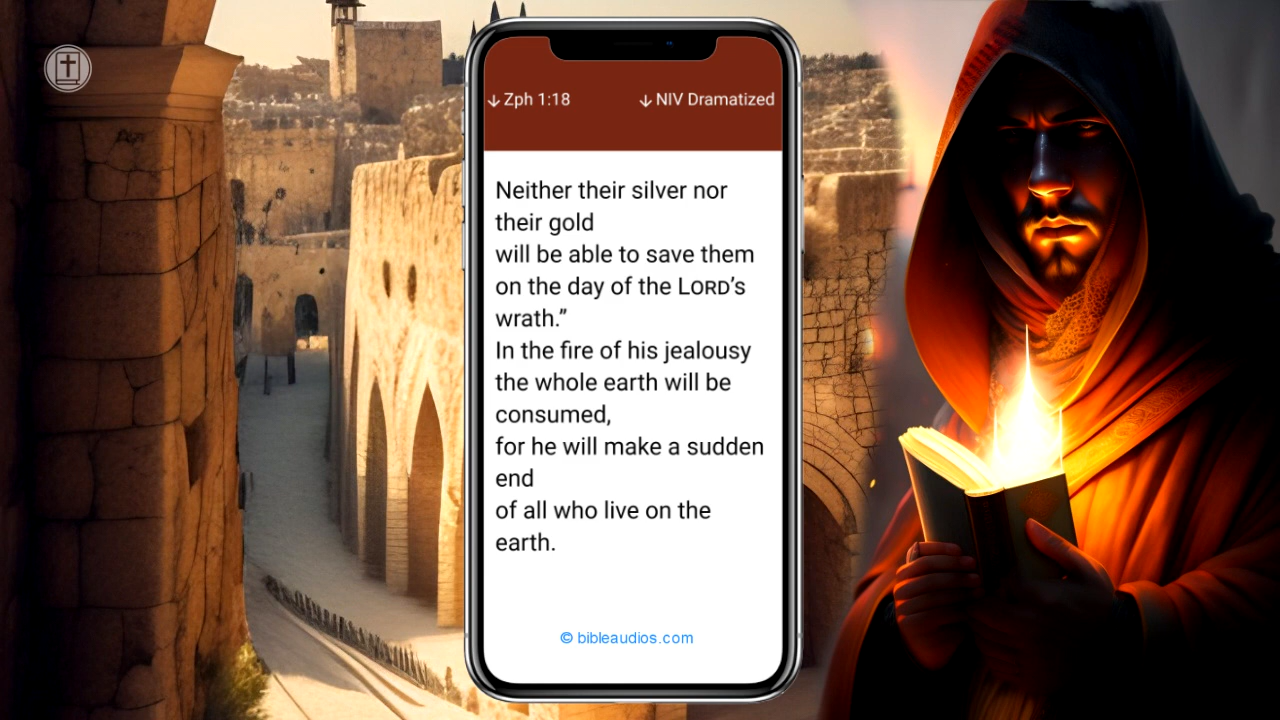 ↓ Zph 1:18 ↓ NIV Dramatized
Neither their silver nor
their gold
will be able to save them
on the day of the LORD’s
wrath.”
In the fire of his jealousy
the whole earth will be
consumed,
for he will make a sudden
end
of all who live on the
earth.
© bibleaudios.com